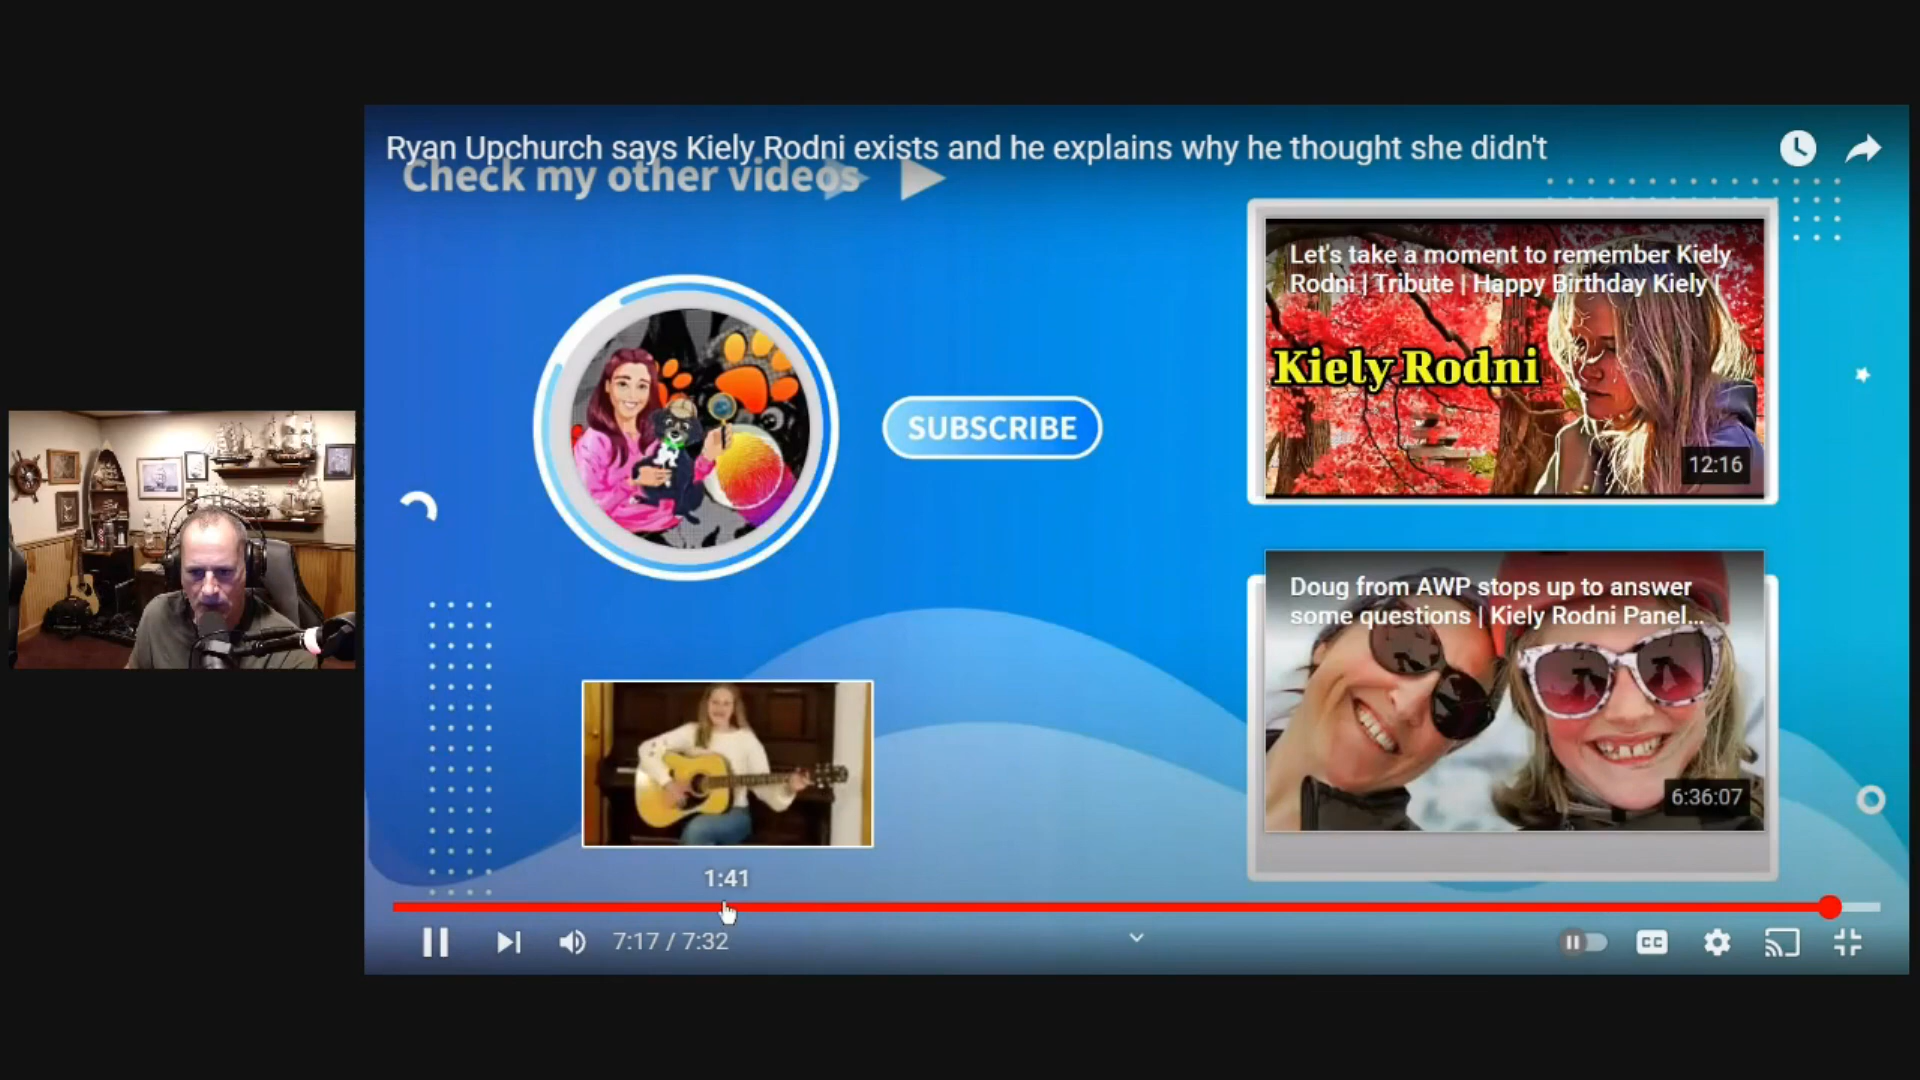 Ryan Upchurch says Kiely Rodni exists and he explains why he thought she didn't
Check my other videos
Let's take a moment to remember Kiely
Rodni | Tribute | Happy Birthday Kiely |
Kiely Rodni
12:16
SUBSCRIBE
Doug from AWP stops up to answer
some questions | Kiely Rodni Panel...
6:36:07
1:41
7:17 / 7:32
CC